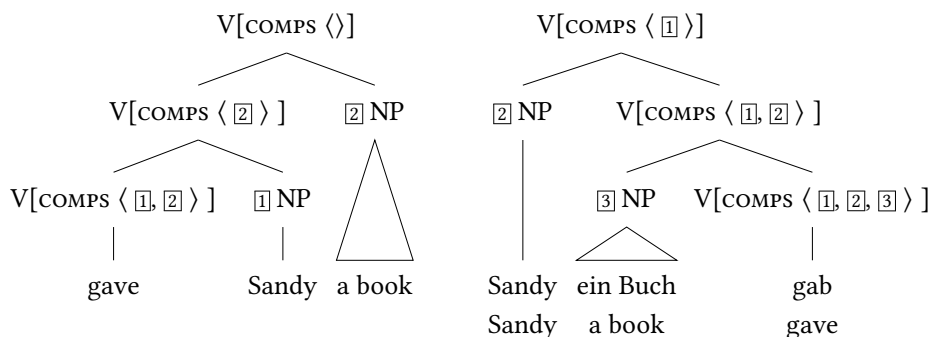 V[COMPS ⟨⟩] V[COMPS ⟨ 1 ⟩]
V[COMPS ⟨ 2 ⟩ ] 2 NP 2 NP V[COMPS ⟨ 1, 2 ⟩ ]
V[COMPS ⟨ 1, 2 ⟩ ] 1 NP 3 NP V[COMPS ⟨ 1, 2, 3 ⟩ ]
gave Sandy a book Sandy ein Buch gab
Sandy a book gave